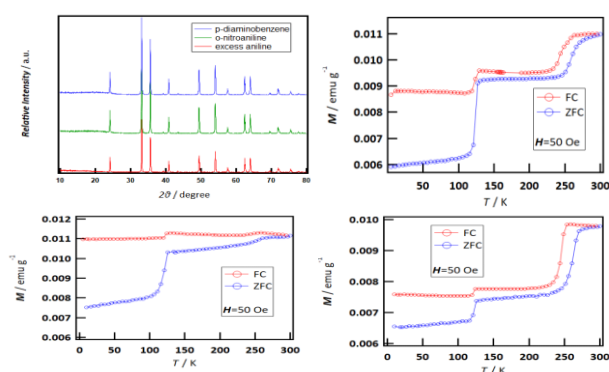 p-diaminobenzene
o-nitroaniline
excess aniline
Relative Intensity / a.u.
10 20 30 40 50 60 70 80
2ϑ / degree
0.011
0.010
0.009
0.008
0.007
0.006
M / emu g⁻¹
FC
ZFC
H=50 Oe
50 100 150 200 250 300
T / K
0.012
0.0112
0.010
0.009
0.008
0.007
0.006
M / emu g⁻¹
FC
ZFC
H=50 Oe
0 50 100 150 200 250 300
T / K
0.010
0.009
0.008
0.007
0.006
M / emu g⁻¹
FC
ZFC
H=50 Oe
0 50 100 150 200 250 300
T / K